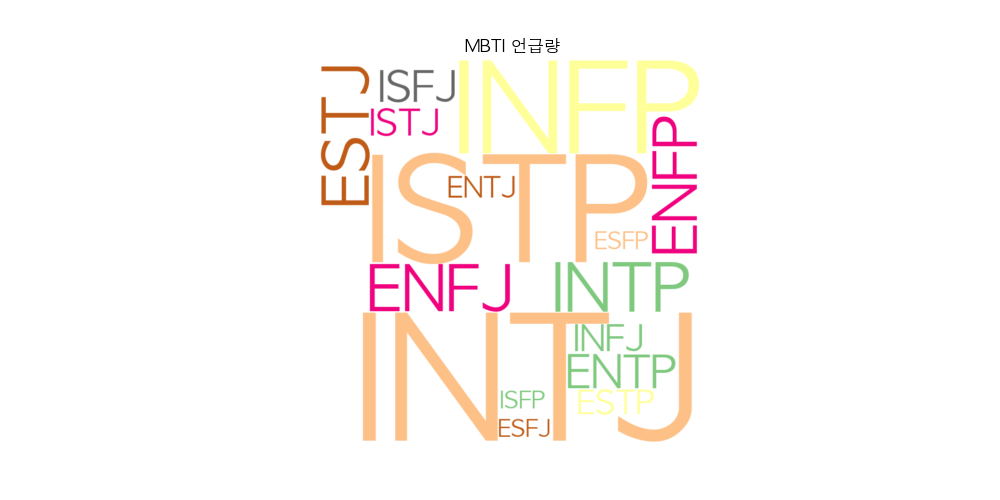 MBTI 언급량
ESTJ
ISFJ
INFP
ISTJ
ENFP
ISTP
ENTJ
ESFP
ENFJ
INTP
INTJ
INFJ
ENTP
ISFP
ESTP
ESFJ